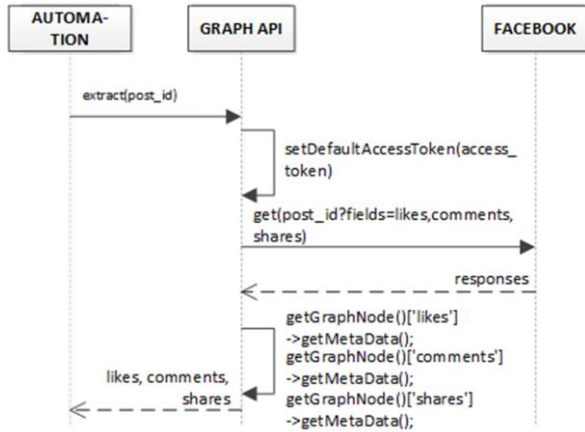 AUTOMA-
TION
GRAPH API
FACEBOOK
extract(post_id)
setDefaultAccessToken(access_
token)
get(post_id?fields=likes,comments,
shares)
responses
getGraphNode()['likes']
->getMetaData();
getGraphNode()['comments']
->getMetaData();
getGraphNode()['shares']
->getMetaData();
likes, comments,
shares